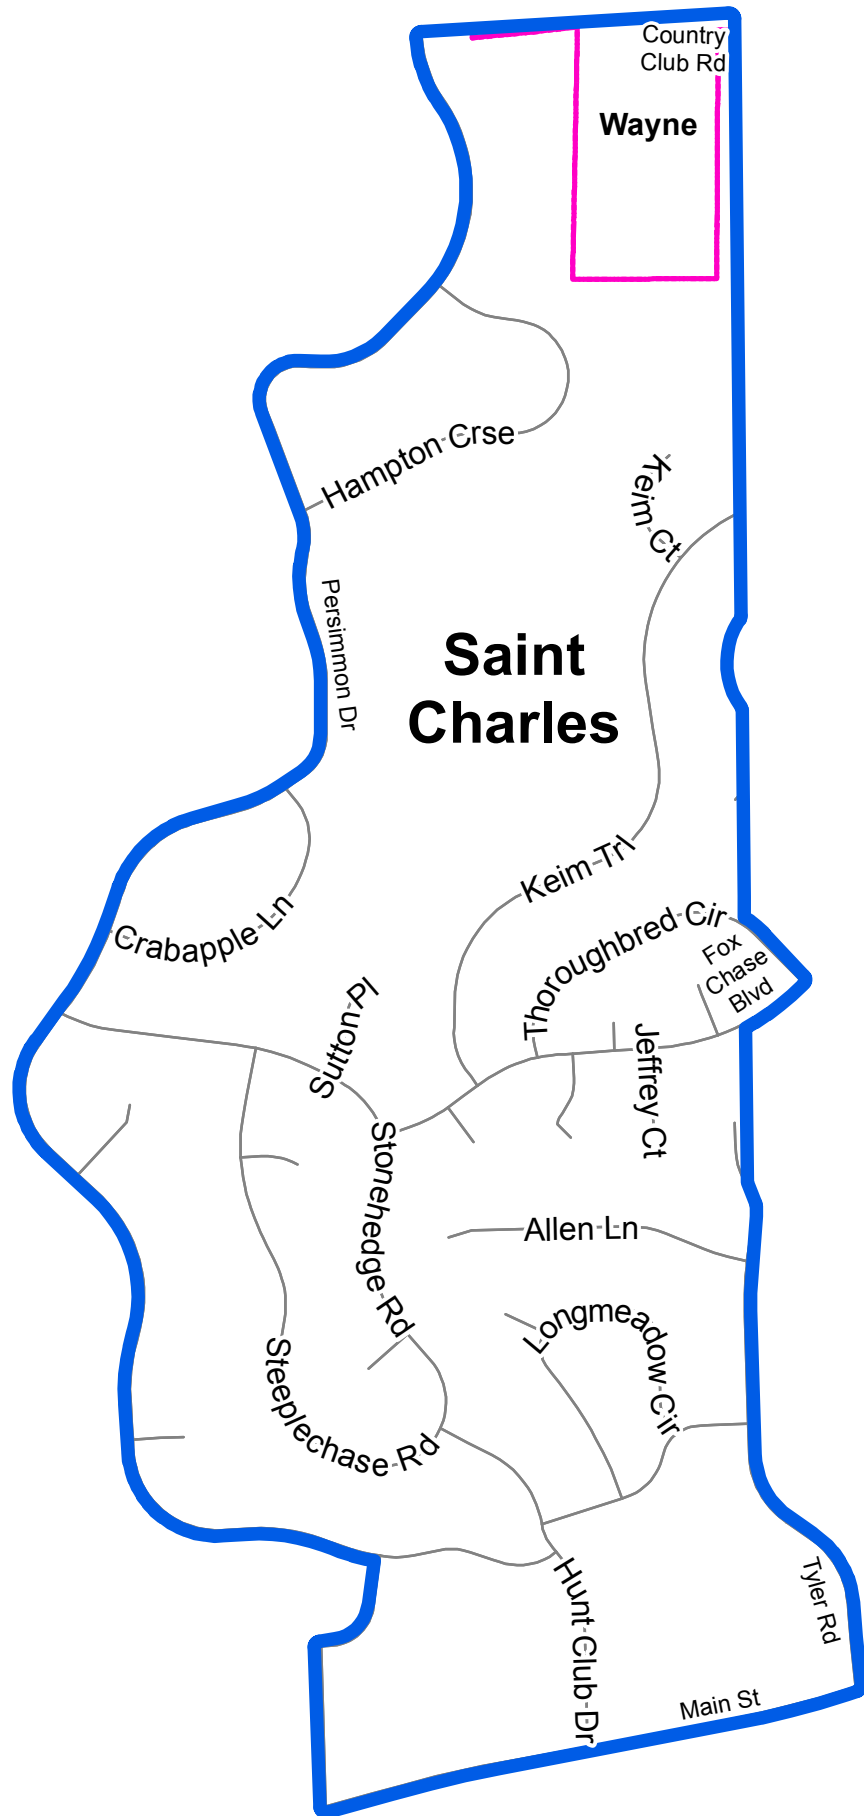 Country
Club Rd
Wayne
Hampton Crse
Keim Ct
Persimmon Dr
Saint
Charles
Keim Trl
Crabapple Ln
Thoroughbred Cir
Fox
Chase
Blvd
Sutton Pl
Jeffrey Ct
Stonehedge Rd
Allen Ln
Longmeadow Cir
Steeplechase Rd
Hunt Club Dr
Tyler Rd
Main St